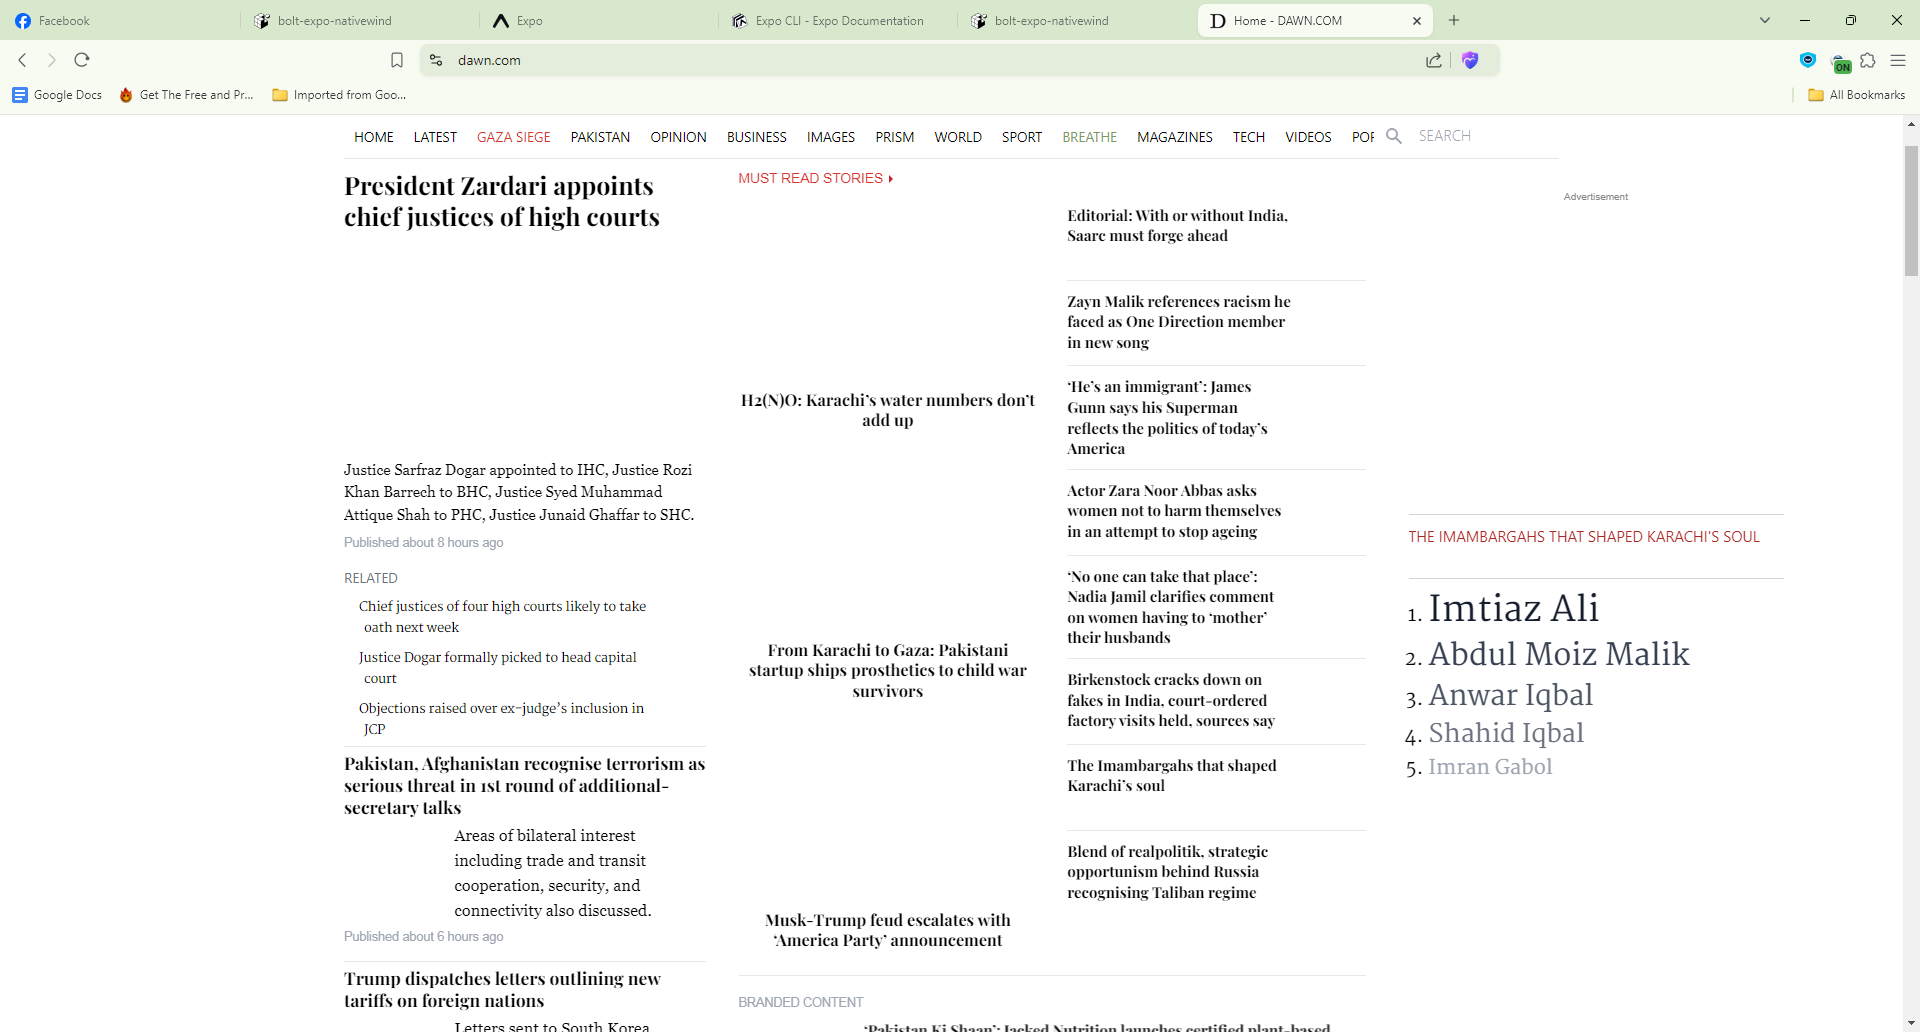 Facebook
bolt-expo-nativewind
Expo
Expo CLI - Expo Documentation
bolt-expo-nativewind
Home - DAWN.COM
dawn.com
ON
Google Docs
Get The Free and Pr...
Imported from Goo...
All Bookmarks
HOME LATEST GAZA SIEGE PAKISTAN OPINION BUSINESS IMAGES PRISM WORLD SPORT BREATHE MAGAZINES TECH VIDEOS POP SEARCH
President Zardari appoints
chief justices of high courts
Justice Sarfraz Dogar appointed to IHC, Justice Rozi
Khan Barrech to BHC, Justice Syed Muhammad
Attique Shah to PHC, Justice Junaid Ghaffar to SHC.
Published about 8 hours ago
RELATED
Chief justices of four high courts likely to take
oath next week
Justice Dogar formally picked to head capital
court
Objections raised over ex-judge’s inclusion in
JCP
Pakistan, Afghanistan recognise terrorism as
serious threat in 1st round of additional-
secretary talks
Areas of bilateral interest
including trade and transit
cooperation, security, and
connectivity also discussed.
Published about 6 hours ago
Trump dispatches letters outlining new
tariffs on foreign nations
Letters sent to South Korea
MUST READ STORIES
H2(N)O: Karachi’s water numbers don’t
add up
From Karachi to Gaza: Pakistani
startup ships prosthetics to child war
survivors
Musk-Trump feud escalates with
‘America Party’ announcement
Editorial: With or without India,
Saarc must forge ahead
Zayn Malik references racism he
faced as One Direction member
in new song
‘He’s an immigrant’: James
Gunn says his Superman
reflects the politics of today’s
America
Actor Zara Noor Abbas asks
women not to harm themselves
in an attempt to stop ageing
‘No one can take that place’:
Nadia Jamil clarifies comment
on women having to ‘mother’
their husbands
Birkenstock cracks down on
fakes in India, court-ordered
factory visits held, sources say
The Imambargahs that shaped
Karachi’s soul
Blend of realpolitik, strategic
opportunism behind Russia
recognising Taliban regime
BRANDED CONTENT
‘Pakistan Ki Shaan’: Jacked Nutrition launches certified plant-based
Advertisement
THE IMAMBARGAHS THAT SHAPED KARACHI'S SOUL
1. Imtiaz Ali
2. Abdul Moiz Malik
3. Anwar Iqbal
4. Shahid Iqbal
5. Imran Gabol